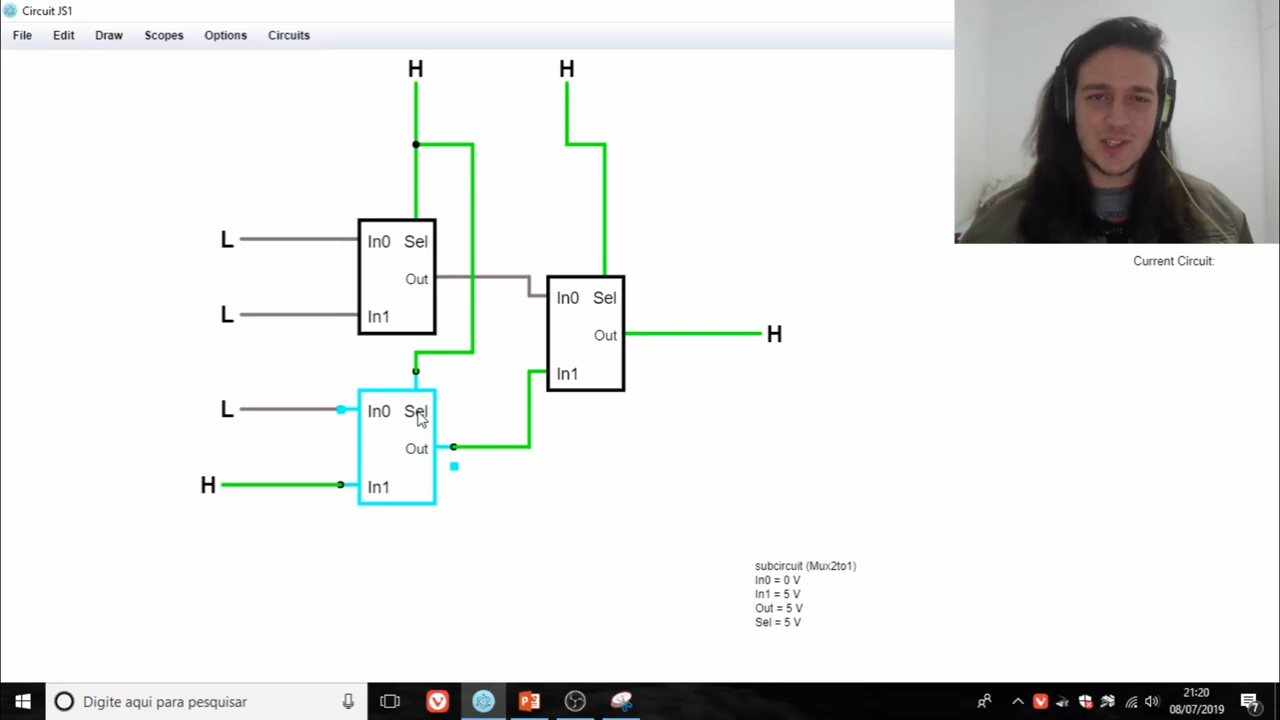 Circuit JS1
File Edit Draw Scopes Options Circuits
H H
L In0 Sel
Out
L In1
In0 Sel
Out H
In1
L In0 Sel
Out
H In1
Current Circuit:
subcircuit (Mux2to1)
In0 = 0 V
In1 = 5 V
Out = 5 V
Sel = 5 V
Digite aqui para pesquisar
21:20
08/07/2019
7